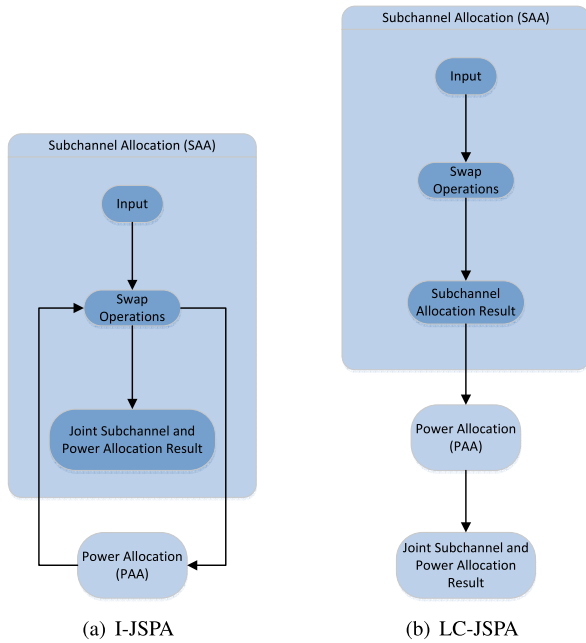 Subchannel Allocation (SAA)
Input
Swap
Operations
Joint Subchannel and
Power Allocation Result
Power Allocation
(PAA)
(a) I-JSPA
Subchannel Allocation (SAA)
Input
Swap
Operations
Subchannel
Allocation Result
Power Allocation
(PAA)
Joint Subchannel and
Power Allocation
Result
(b) LC-JSPA